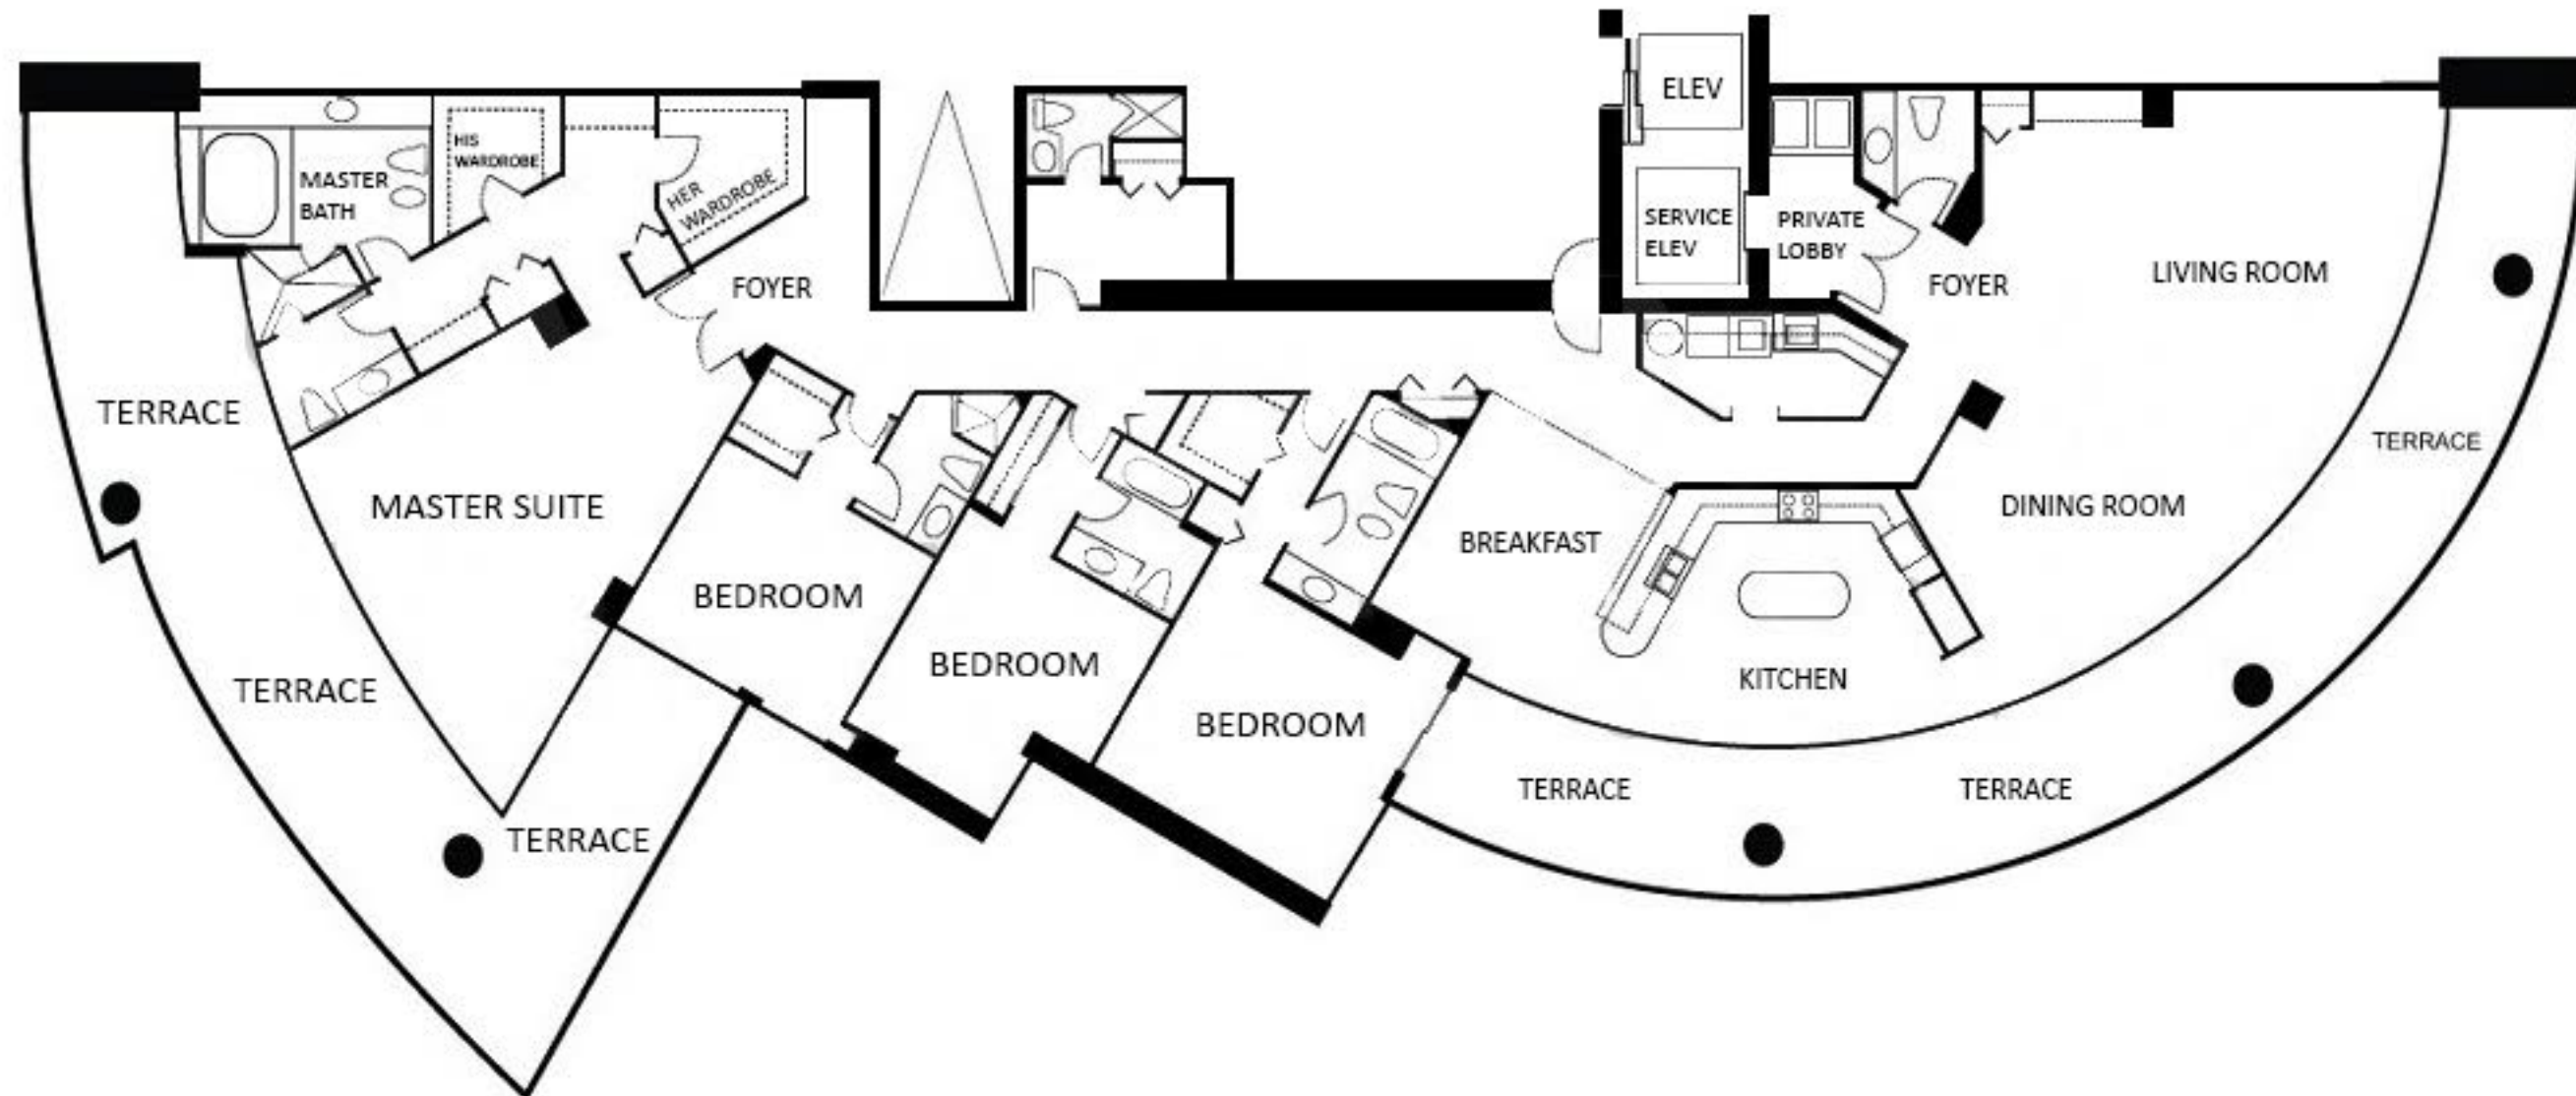 ELEV
HIS
WARDROBE
MASTER
BATH
HER
WARDROBE
SERVICE
ELEV
PRIVATE
LOBBY
FOYER
FOYER
LIVING ROOM
TERRACE
TERRACE
MASTER SUITE
DINING ROOM
BREAKFAST
BEDROOM
BEDROOM
KITCHEN
TERRACE
BEDROOM
TERRACE
TERRACE
TERRACE